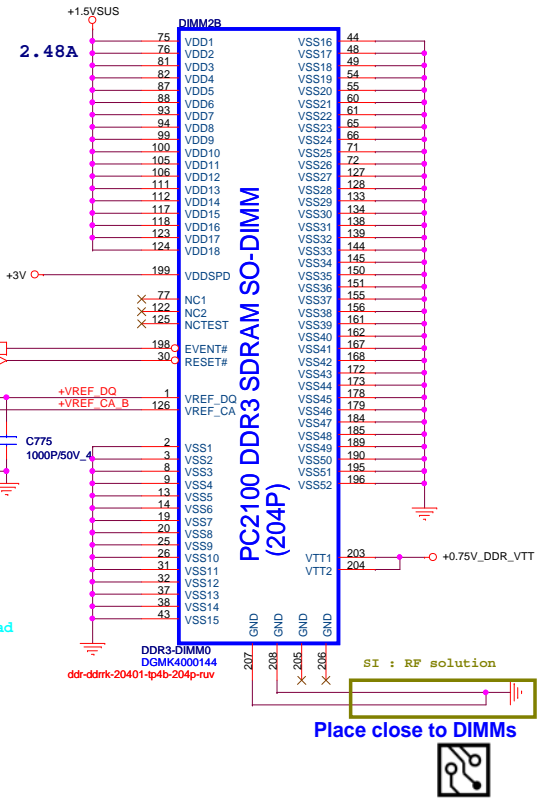 +1.5VSUS
2.48A
DIMM2B
75 VDD1
76 VDD2
81 VDD3
82 VDD4
87 VDD5
88 VDD6
93 VDD7
94 VDD8
99 VDD9
100 VDD10
105 VDD11
106 VDD12
111 VDD13
112 VDD14
117 VDD15
118 VDD16
123 VDD17
124 VDD18
+3V 199 VDDSPD
77 NC1
122 NC2
125 NCTEST
198 EVENT#
30 RESET#
+VREF_DQ 1 VREF_DQ
+VREF_CA_B 126 VREF_CA
C775
1000P/50V_4
2 VSS1
3 VSS2
8 VSS3
9 VSS4
13 VSS5
14 VSS6
19 VSS7
20 VSS8
25 VSS9
26 VSS10
31 VSS11
32 VSS12
37 VSS13
38 VSS14
43 VSS15
PC2100 DDR3 SDRAM SO-DIMM
(204P)
VSS16 44
VSS17 48
VSS18 49
VSS19 54
VSS20 55
VSS21 60
VSS22 61
VSS23 65
VSS24 66
VSS25 71
VSS26 72
VSS27 127
VSS28 128
VSS29 133
VSS30 134
VSS31 138
VSS32 139
VSS33 144
VSS34 145
VSS35 150
VSS36 151
VSS37 155
VSS38 156
VSS39 161
VSS40 162
VSS41 167
VSS42 168
VSS43 172
VSS44 173
VSS45 178
VSS46 179
VSS47 184
VSS48 185
VSS49 189
VSS50 190
VSS51 195
VSS52 196
VTT1 203
VTT2 204
+0.75V_DDR_VTT
GND 207
GND 208
GND 205
GND 206
ad
DDR3-DIMM0
DGMK4000144
ddr-ddrrk-20401-tp4b-204p-ruv
SI : RF solution
Place close to DIMMs